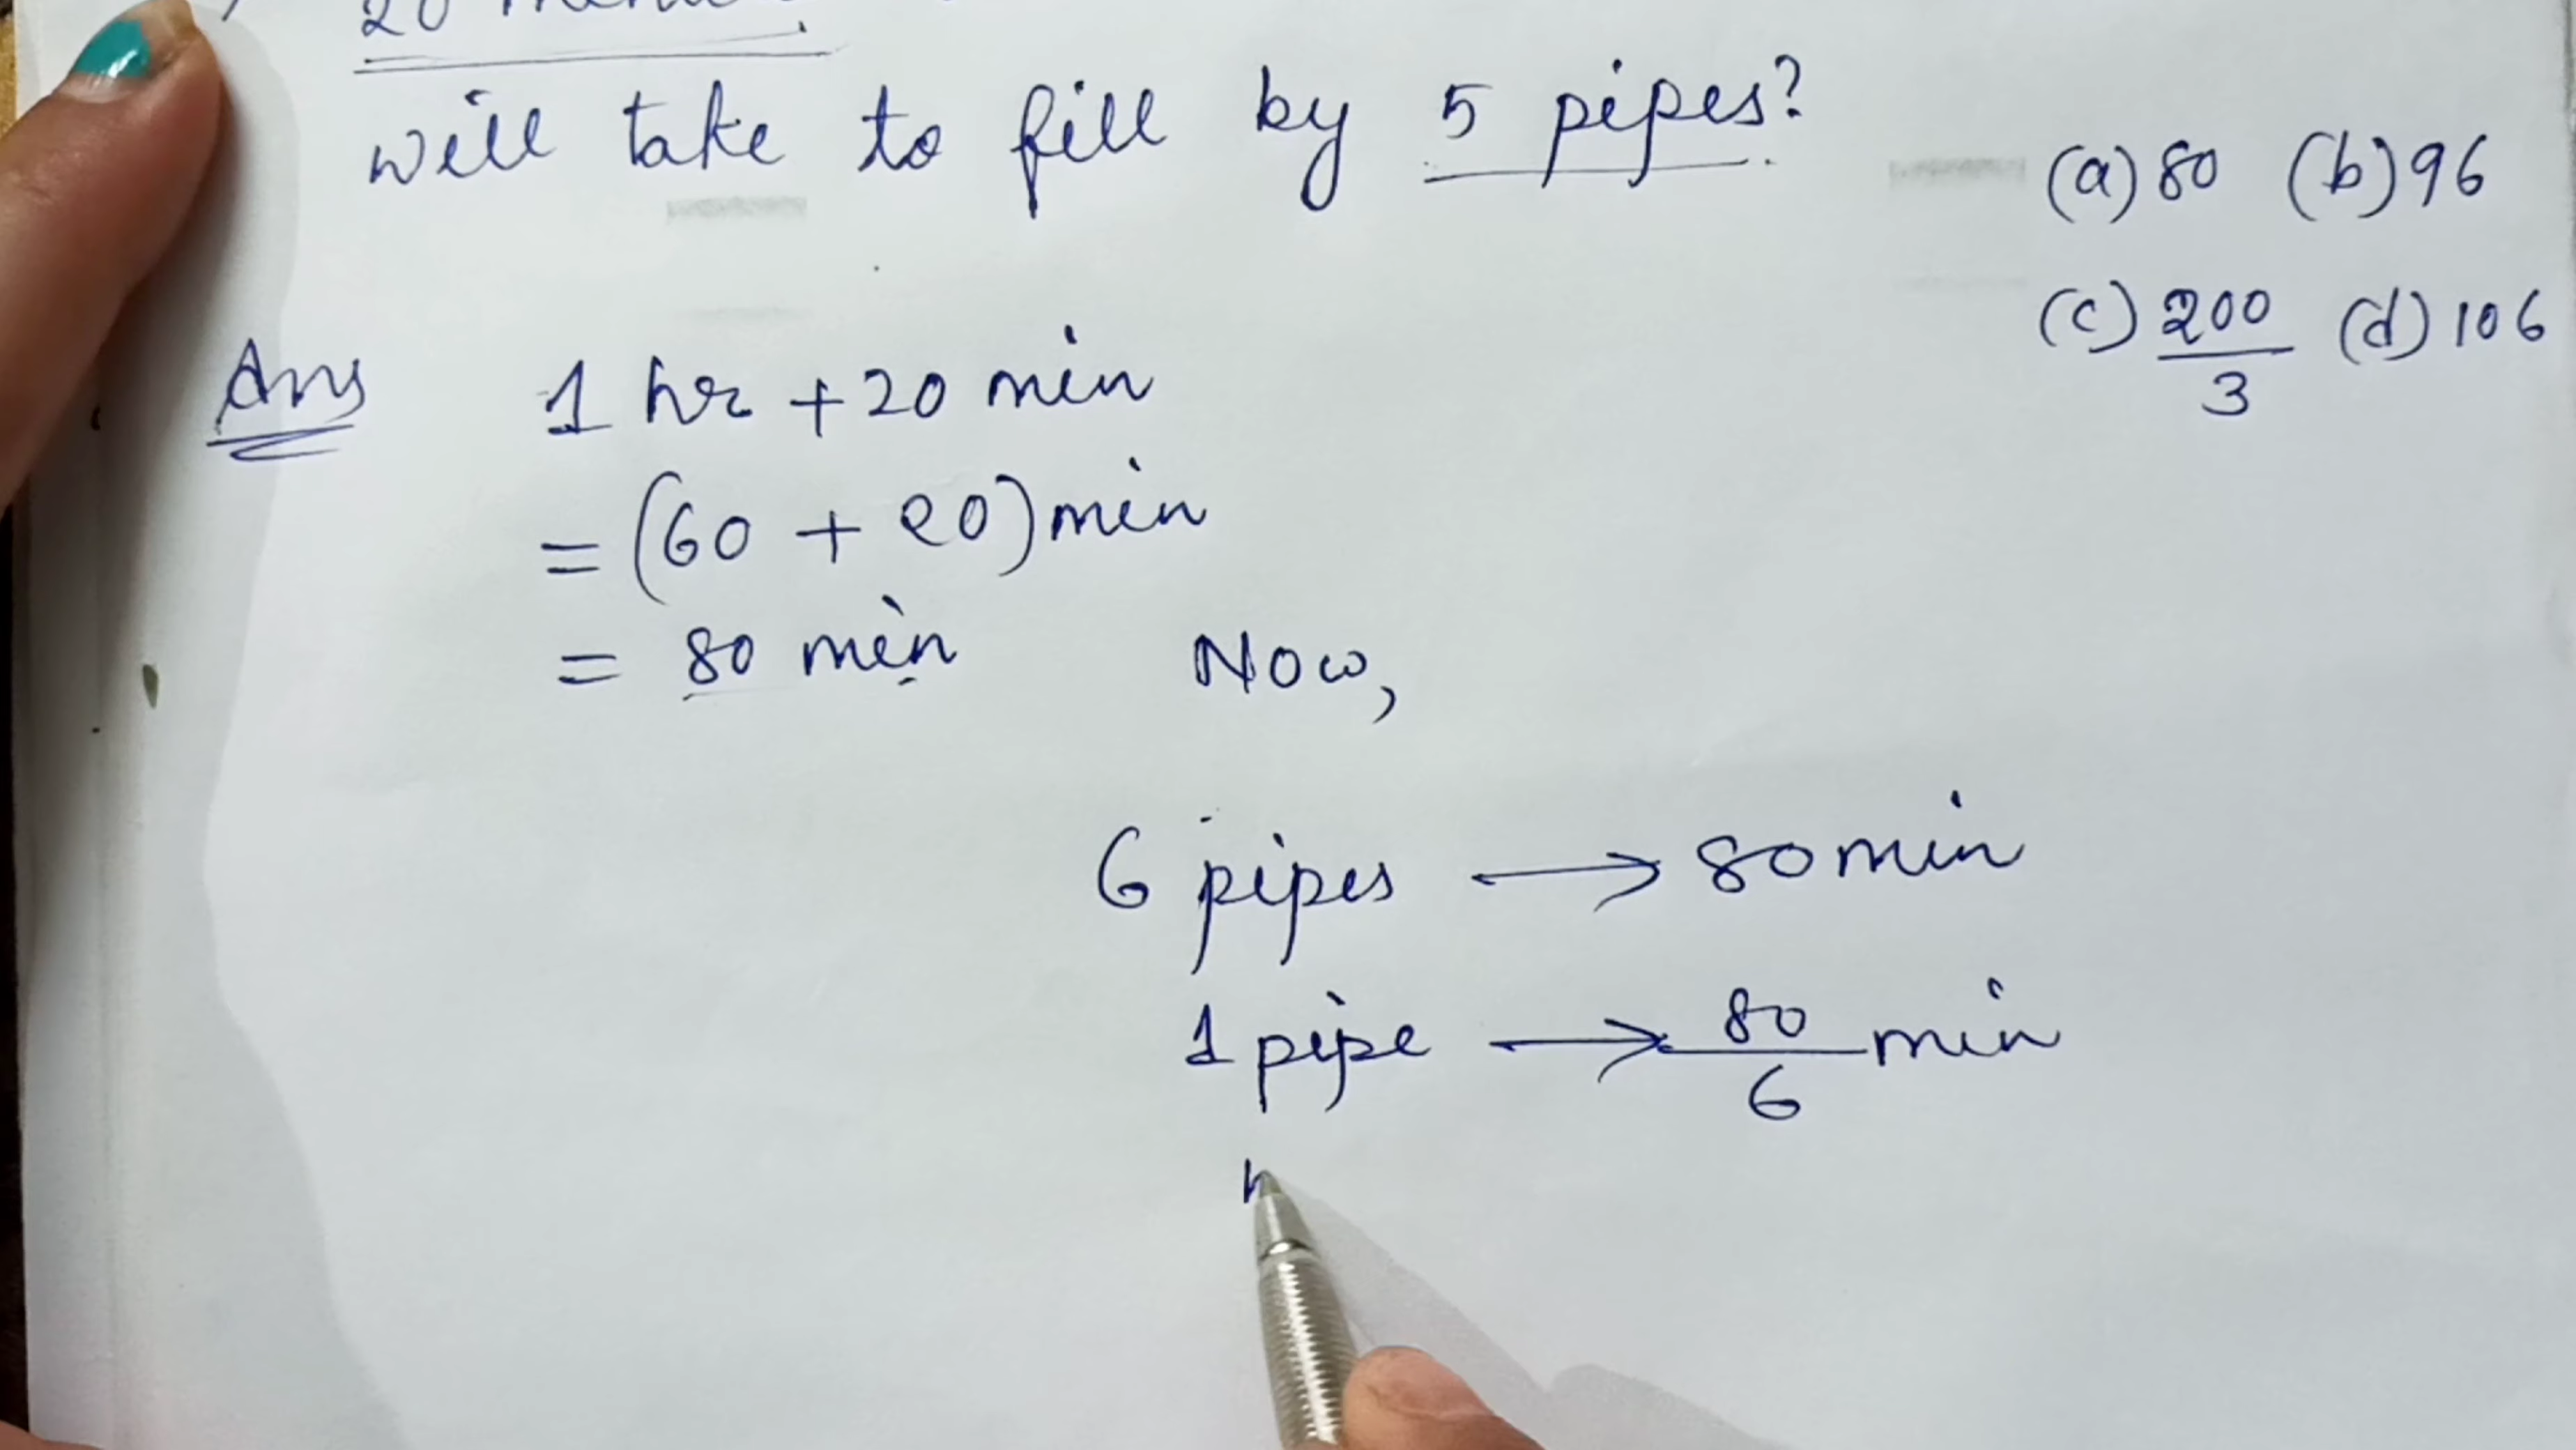 20
will take to fill by 5 pipes?
(a) 80 (b) 96
(c) 200/3 (d) 106
Ans 1 hr + 20 min
= (60 + 20) min
= 80 min Now,
6 pipes → 80 min
1 pipe → 80/6 min